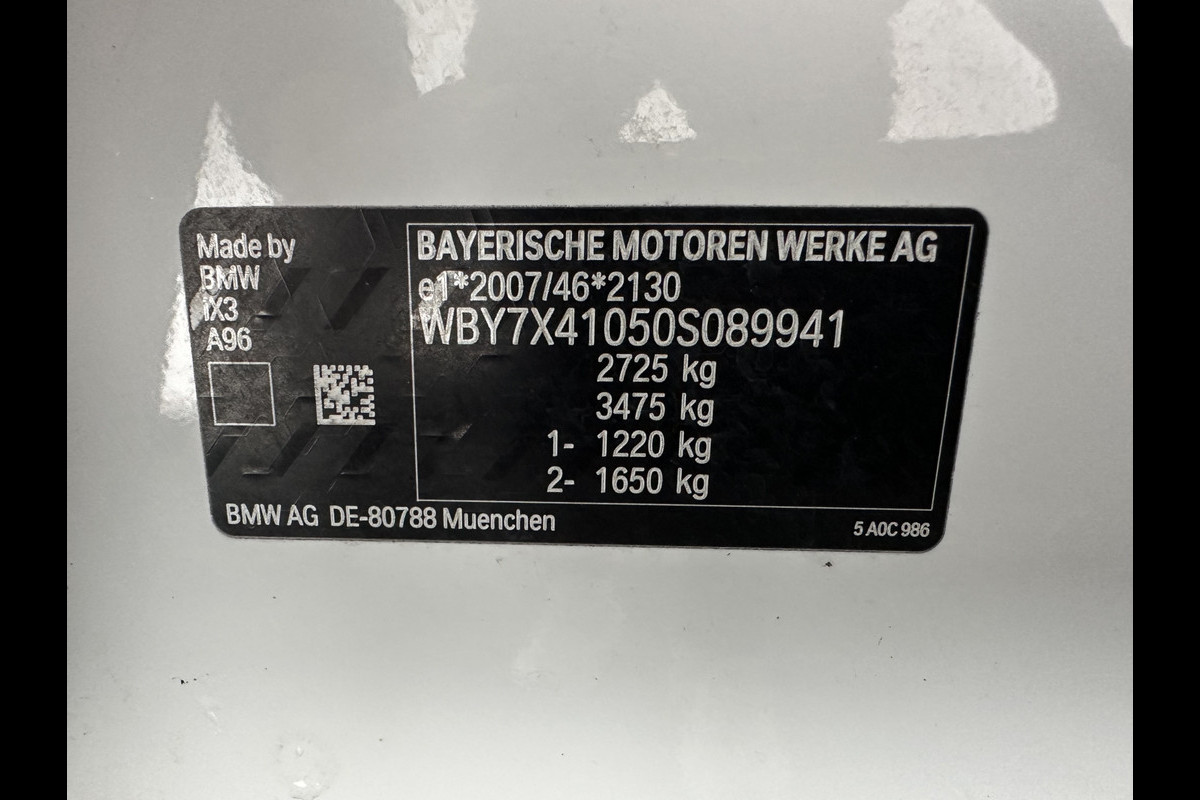 Made by
BMW
iX3
A96
BAYERISCHE MOTOREN WERKE AG
e1*2007/46*2130
WBY7X41050S089941
2725 kg
3475 kg
1- 1220 kg
2- 1650 kg
BMW AG DE-80788 Muenchen
5 A0C 986